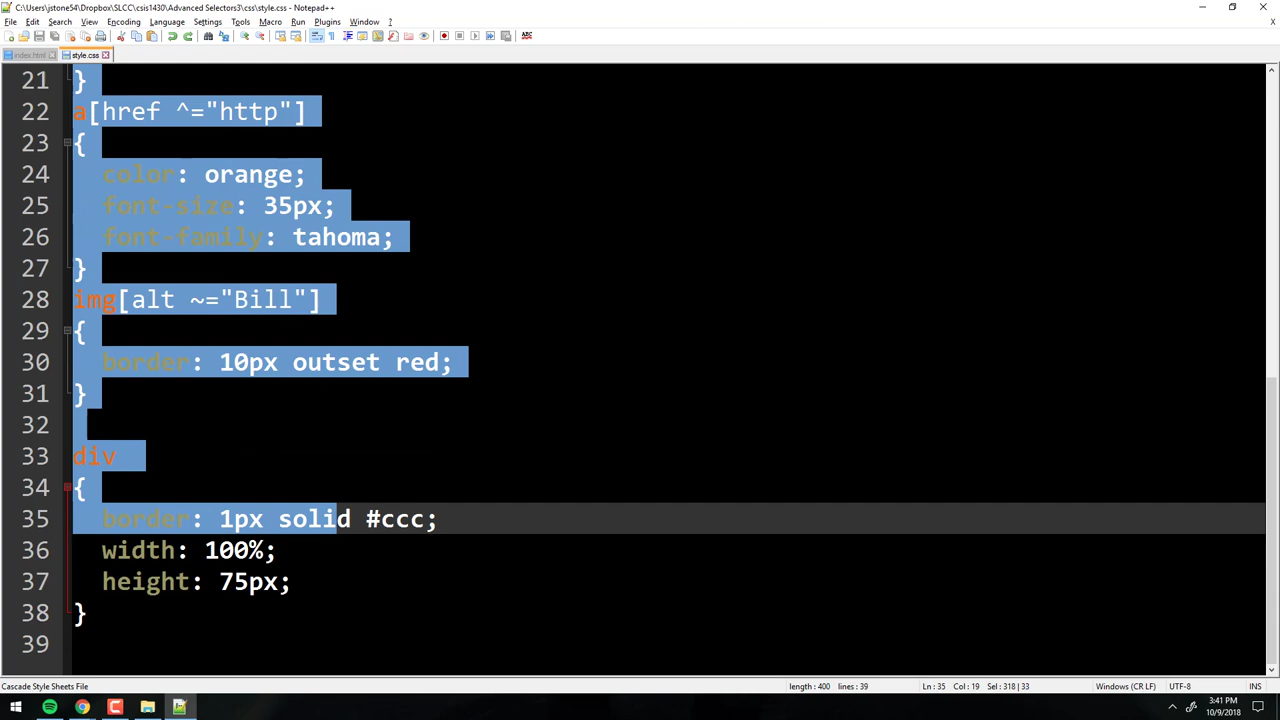 C:\Users\jstone54\Dropbox\SLCC\csis1430\Advanced Selectors3\css\style.css - Notepad++
File Edit Search View Encoding Language Settings Tools Macro Run Plugins Window ?
X
ABC
index.html style.css
21 }
22 a[href ^="http"]
23 {
24 color: orange;
25 font-size: 35px;
26 font-family: tahoma;
27 }
28 img[alt ~="Bill"]
29 {
30 border: 10px outset red;
31 }
32
33 div
34 {
35 border: 1px solid #ccc;
36 width: 100%;
37 height: 75px;
38 }
39
Cascade Style Sheets File length : 400 lines : 39 Ln : 35 Col : 19 Sel : 318 | 33 Windows (CR LF) UTF-8 INS
3:41 PM
10/9/2018